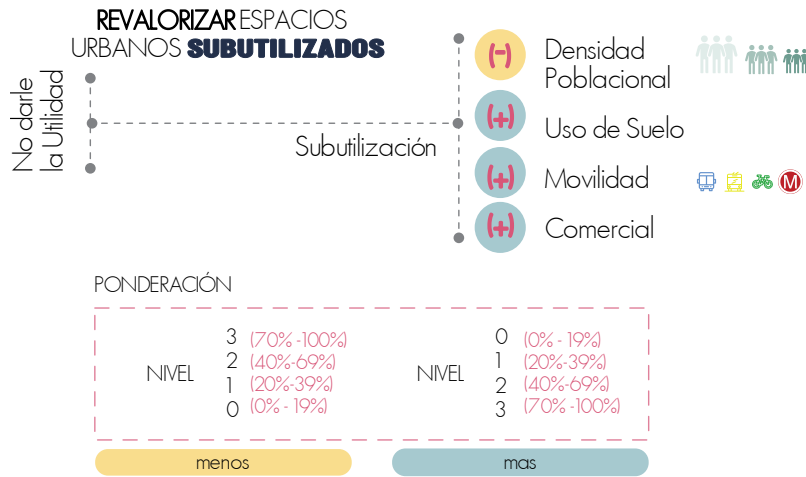 REVALORIZAR ESPACIOS
URBANOS SUBUTILIZADOS
No darle
la Utilidad
Subutilización
(-)
Densidad
Poblacional
(+)
Uso de Suelo
(+)
Movilidad
M
(+)
Comercial
PONDERACIÓN
NIVEL
3 (70% -100%)
2 (40%-69%)
1 (20%-39%)
0 (0% - 19%)
NIVEL
0 (0% - 19%)
1 (20%-39%)
2 (40%-69%)
3 (70% -100%)
menos
mas